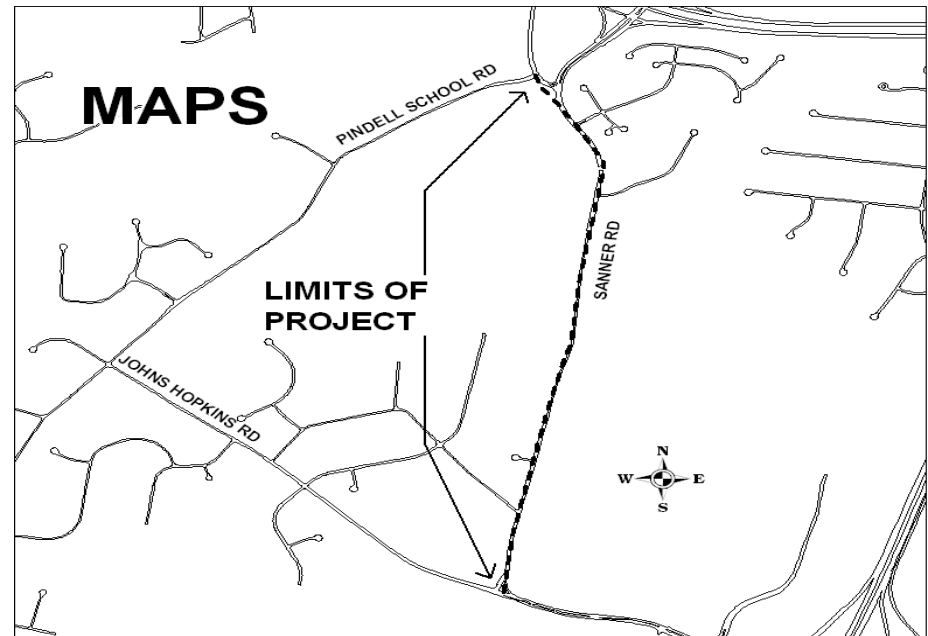 MAPS
PINDELL SCHOOL RD
SANNER RD
LIMITS OF
PROJECT
JOHNS HOPKINS RD
N
W E
S